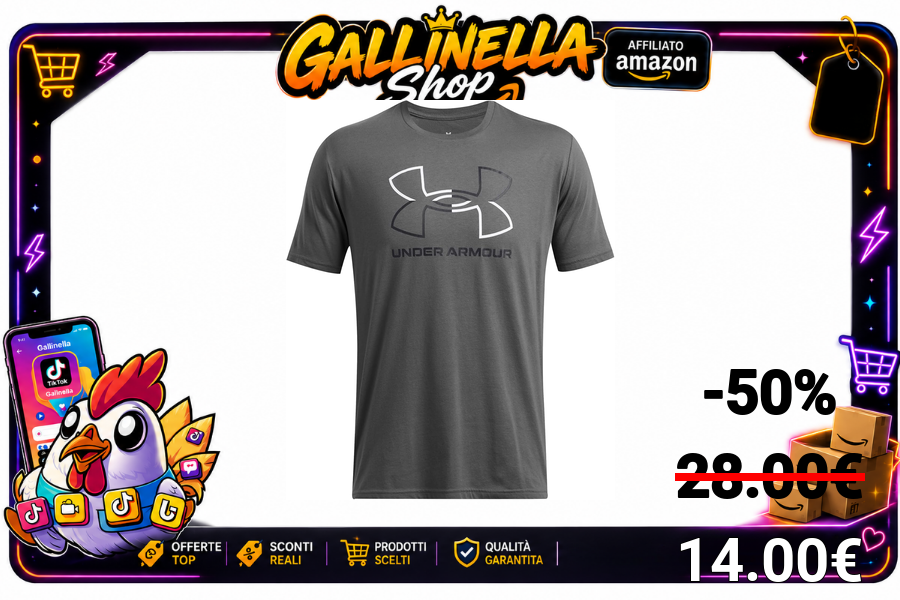 GALLINELLA
Shop
AFFILIATO
amazon
UNDER ARMOUR
Gallinella
TikTok
Gallinella
-50%
28.00€
14.00€
OFFERTE
TOP
SCONTI
REALI
PRODOTTI
SCELTI
QUALITÀ
GARANTITA